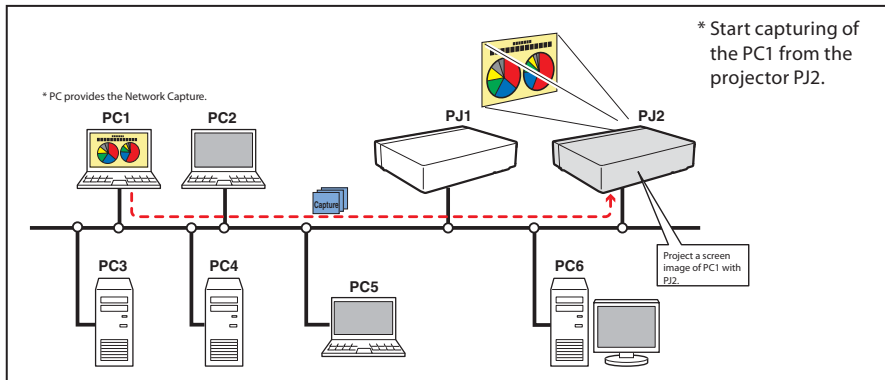 * Start capturing of
the PC1 from the
projector PJ2.
* PC provides the Network Capture.
PC1
PC2
PJ1
PJ2
Capture
Project a screen
image of PC1 with
PJ2.
PC3
PC4
PC5
PC6